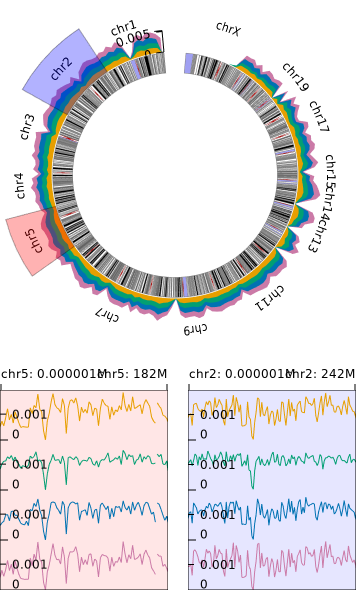 chr1
0.005
0
chrX
chr2
chr19
chr17
chr3
chr15
chr4
chr14
chr13
chr5
chr11
chr7
chr9
chr5: 0.000001M
chr5: 182M
chr2: 0.000001M
chr2: 242M
0.001
0
0.001
0
0.001
0
0.001
0
0.001
0
0.001
0
0.001
0
0.001
0